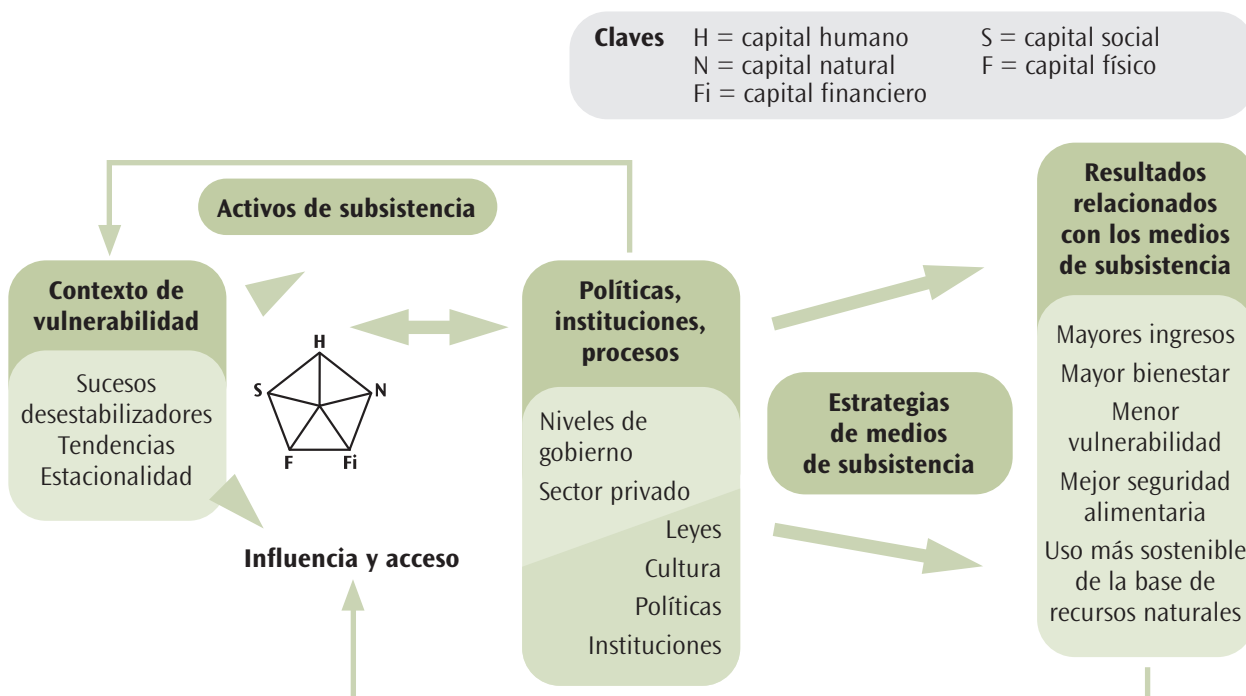 Claves
H = capital humano
S = capital social
N = capital natural
F = capital físico
Fi = capital financiero
Activos de subsistencia
Contexto de
vulnerabilidad
Sucesos
desestabilizadores
Tendencias
Estacionalidad
H
S
N
F
Fi
Influencia y acceso
Políticas,
instituciones,
procesos
Niveles de
gobierno
Sector privado
Leyes
Cultura
Políticas
Instituciones
Estrategias
de medios
de subsistencia
Resultados
relacionados
con los medios
de subsistencia
Mayores ingresos
Mayor bienestar
Menor
vulnerabilidad
Mejor seguridad
alimentaria
Uso más sostenible
de la base de
recursos naturales